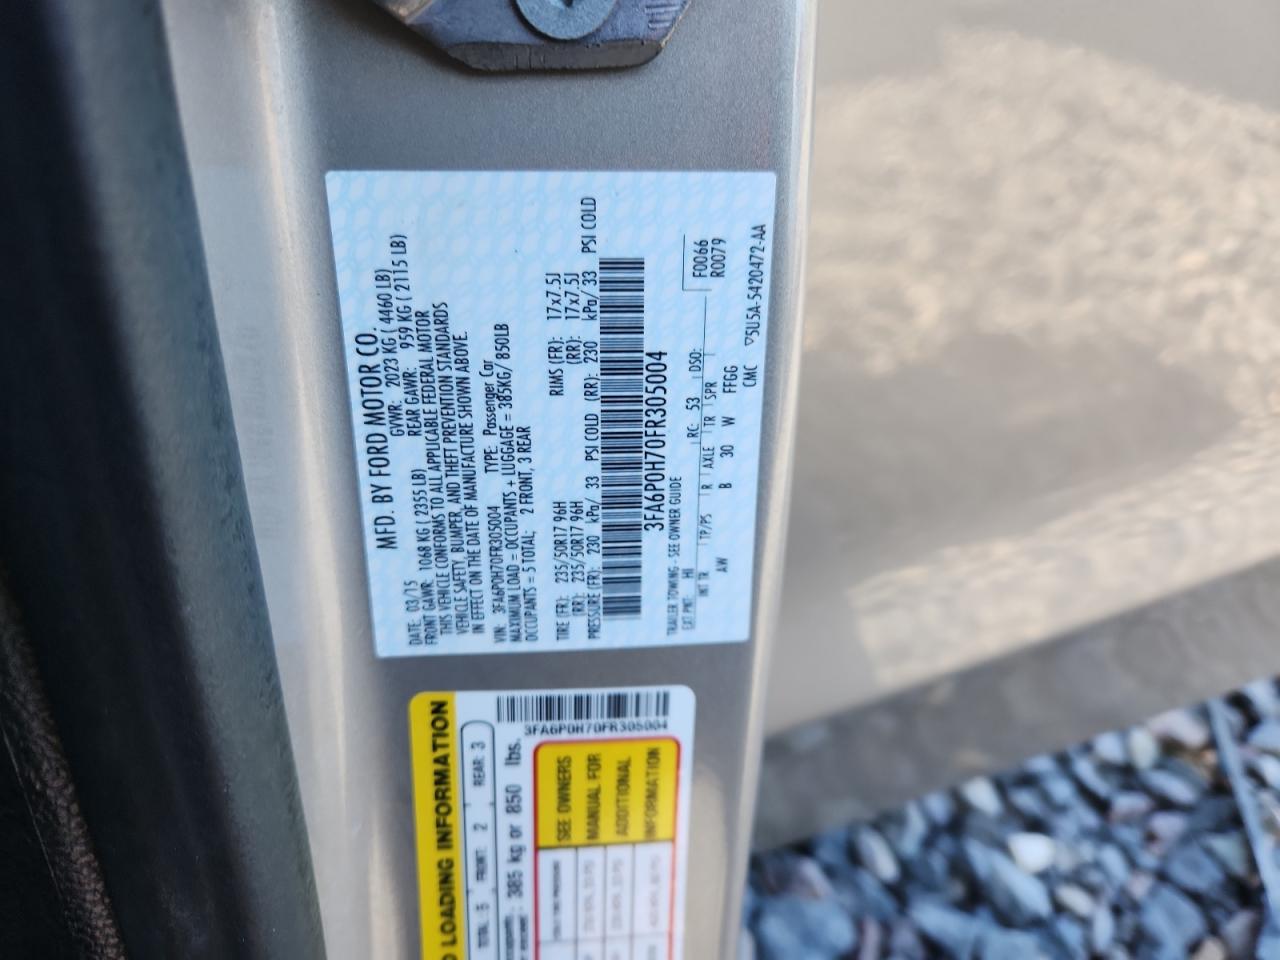 MFD. BY FORD MOTOR CO.
DATE: 03/15 GVWR: 2023 KG ( 4460 LB)
FRONT GAWR: 1068 KG ( 2355 LB) REAR GAWR: 959 KG ( 2115 LB)
THIS VEHICLE CONFORMS TO ALL APPLICABLE FEDERAL MOTOR
VEHICLE SAFETY, BUMPER, AND THEFT PREVENTION STANDARDS
IN EFFECT ON THE DATE OF MANUFACTURE SHOWN ABOVE.
VIN: 3FA6P0H70FR305004 TYPE: Passenger Car
MAXIMUM LOAD = OCCUPANTS + LUGGAGE = 385KG/ 850LB
OCCUPANTS = 5 TOTAL: 2 FRONT, 3 REAR
TIRE (FR): 235/50R17 96H RIMS (FR): 17x7.5J
(RR): 235/50R17 96H (RR): 17x7.5J
PRESSURE (FR): 230 kPa/ 33 PSI COLD (RR): 230 kPa/ 33 PSI COLD
3FA6P0H70FR305004
TRAILER TOWING - SEE OWNER GUIDE
F0066
R0079
EXT PNT: HI RC: 53 DSO:
INT TR TP/PS R AXLE TR SPR
AW B 30 W FFGG
CMC ▽5U5A-5420472-AA
LOADING INFORMATION
TOTAL: 5 FRONT: 2 REAR: 3
385 kg or 850 lbs.
3FA6P0H70FR305004
SEE OWNERS
MANUAL FOR
ADDITIONAL
INFORMATION